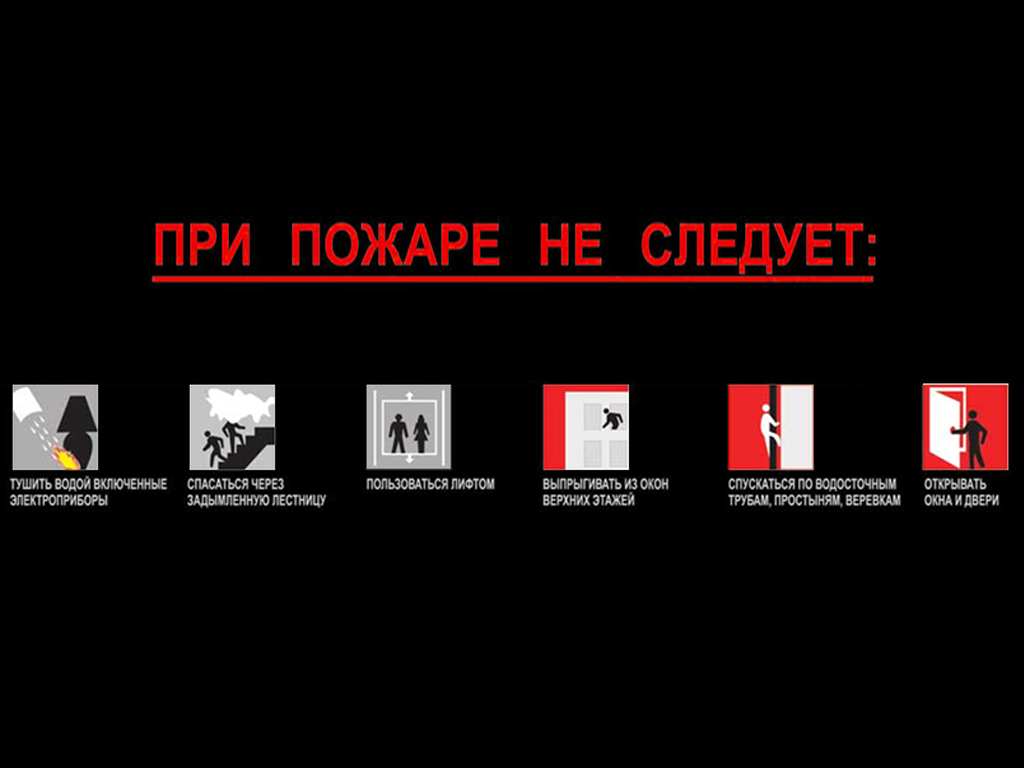 ПРИ ПОЖАРЕ НЕ СЛЕДУЕТ:
ТУШИТЬ ВОДОЙ ВКЛЮЧЕННЫЕ
ЭЛЕКТРОПРИБОРЫ
СПАСАТЬСЯ ЧЕРЕЗ
ЗАДЫМЛЕННУЮ ЛЕСТНИЦУ
ПОЛЬЗОВАТЬСЯ ЛИФТОМ
ВЫПРЫГИВАТЬ ИЗ ОКОН
ВЕРХНИХ ЭТАЖЕЙ
СПУСКАТЬСЯ ПО ВОДОСТОЧНЫМ
ТРУБАМ, ПРОСТЫНЯМ, ВЕРЕВКАМ
ОТКРЫВАТЬ
ОКНА И ДВЕРИ